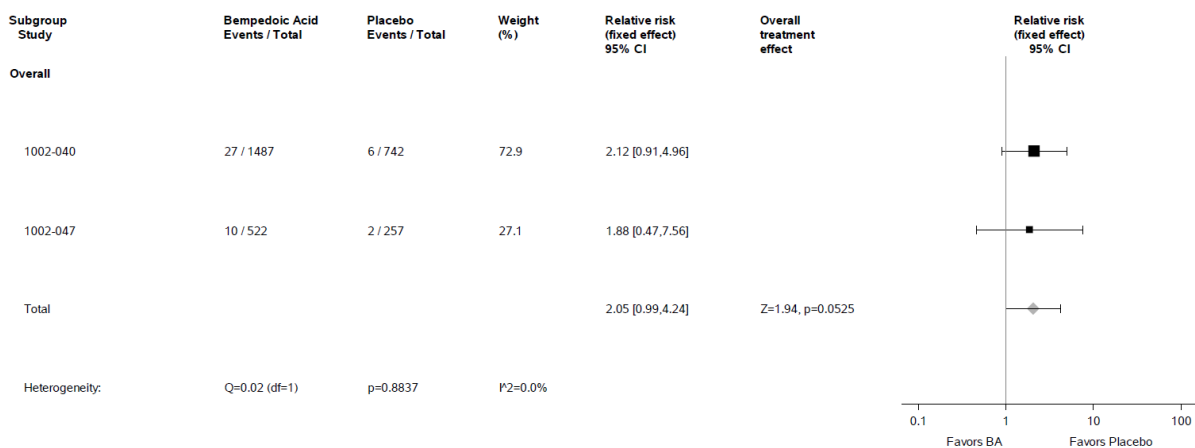 Subgroup Bempedoic Acid Placebo Weight Relative risk Overall Relative risk
Study Events / Total Events / Total (%) (fixed effect) treatment (fixed effect)
95% CI effect 95% CI
Overall
1002-040 27 / 1487 6 / 742 72.9 2.12 [0.91,4.96]
1002-047 10 / 522 2 / 257 27.1 1.88 [0.47,7.56]
Total 2.05 [0.99,4.24] Z=1.94, p=0.0525
Heterogeneity: Q=0.02 (df=1) p=0.8837 I^2=0.0%
0.1 1 10 100
Favors BA Favors Placebo